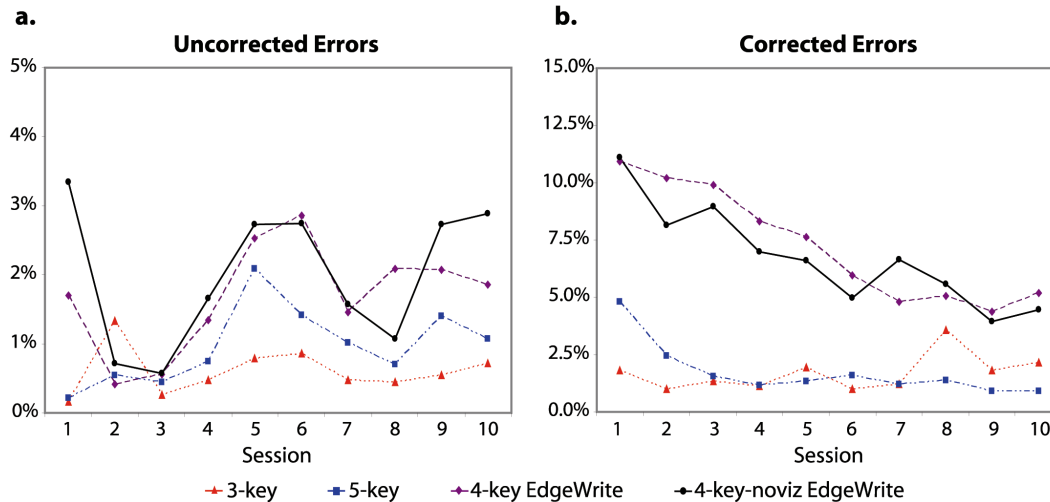 a.
Uncorrected Errors
5%
4%
3%
2%
1%
0%
1 2 3 4 5 6 7 8 9 10
Session
b.
Corrected Errors
15.0%
12.5%
10.0%
7.5%
5.0%
2.5%
0.0%
1 2 3 4 5 6 7 8 9 10
Session
3-key 5-key 4-key EdgeWrite 4-key-noviz EdgeWrite